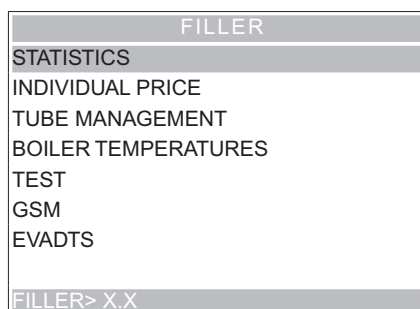 FILLER
STATISTICS
INDIVIDUAL PRICE
TUBE MANAGEMENT
BOILER TEMPERATURES
TEST
GSM
EVADTS
FILLER> X.X